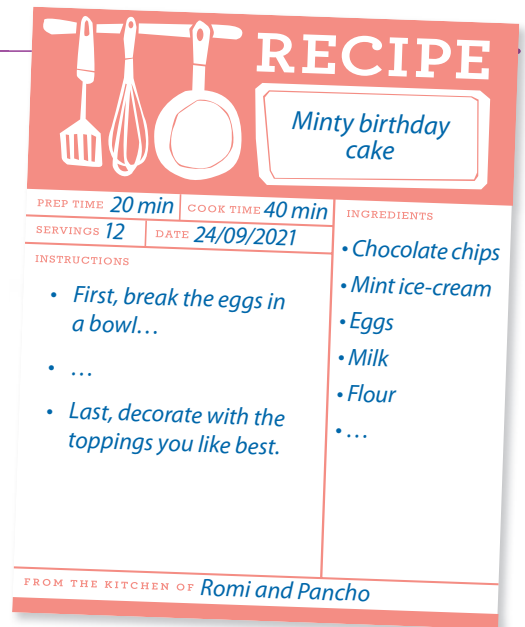 RECIPE
Minty birthday
cake
PREP TIME 20 min COOK TIME 40 min
SERVINGS 12 DATE 24/09/2021
INSTRUCTIONS
• First, break the eggs in
a bowl…
• …
• Last, decorate with the
toppings you like best.
INGREDIENTS
• Chocolate chips
• Mint ice-cream
• Eggs
• Milk
• Flour
• …
FROM THE KITCHEN OF Romi and Pancho